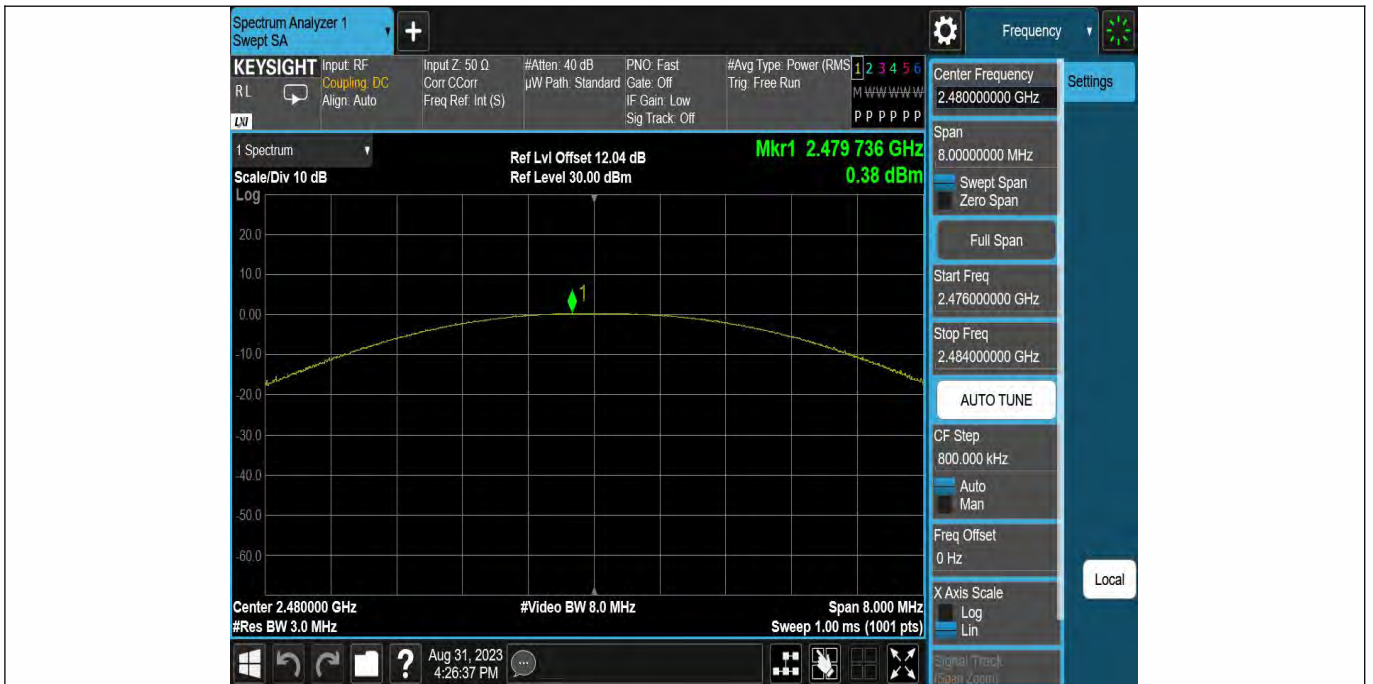 Spectrum Analyzer 1
Swept SA
+
Frequency
KEYSIGHT
R L
LXI
Input: RF
Coupling: DC
Align: Auto
Input Z: 50 Ω
Corr CCorr
Freq Ref: Int (S)
#Atten: 40 dB
µW Path: Standard
PNO: Fast
Gate: Off
IF Gain: Low
Sig Track: Off
#Avg Type: Power (RMS
Trig: Free Run
1 2 3 4 5 6
M W W W W W
P P P P P P
1 Spectrum
Scale/Div 10 dB
Ref Lvl Offset 12.04 dB
Ref Level 30.00 dBm
Mkr1 2.479 736 GHz
0.38 dBm
Log
20.0
10.0
0.00
-10.0
-20.0
-30.0
-40.0
-50.0
-60.0
1
Center 2.480000 GHz
#Res BW 3.0 MHz
#Video BW 8.0 MHz
Span 8.000 MHz
Sweep 1.00 ms (1001 pts)
Center Frequency
2.480000000 GHz
Settings
Span
8.00000000 MHz
Swept Span
Zero Span
Full Span
Start Freq
2.476000000 GHz
Stop Freq
2.484000000 GHz
AUTO TUNE
CF Step
800.000 kHz
Auto
Man
Freq Offset
0 Hz
X Axis Scale
Log
Lin
Signal Track
(Span Zoom)
Local
?
Aug 31, 2023
4:26:37 PM